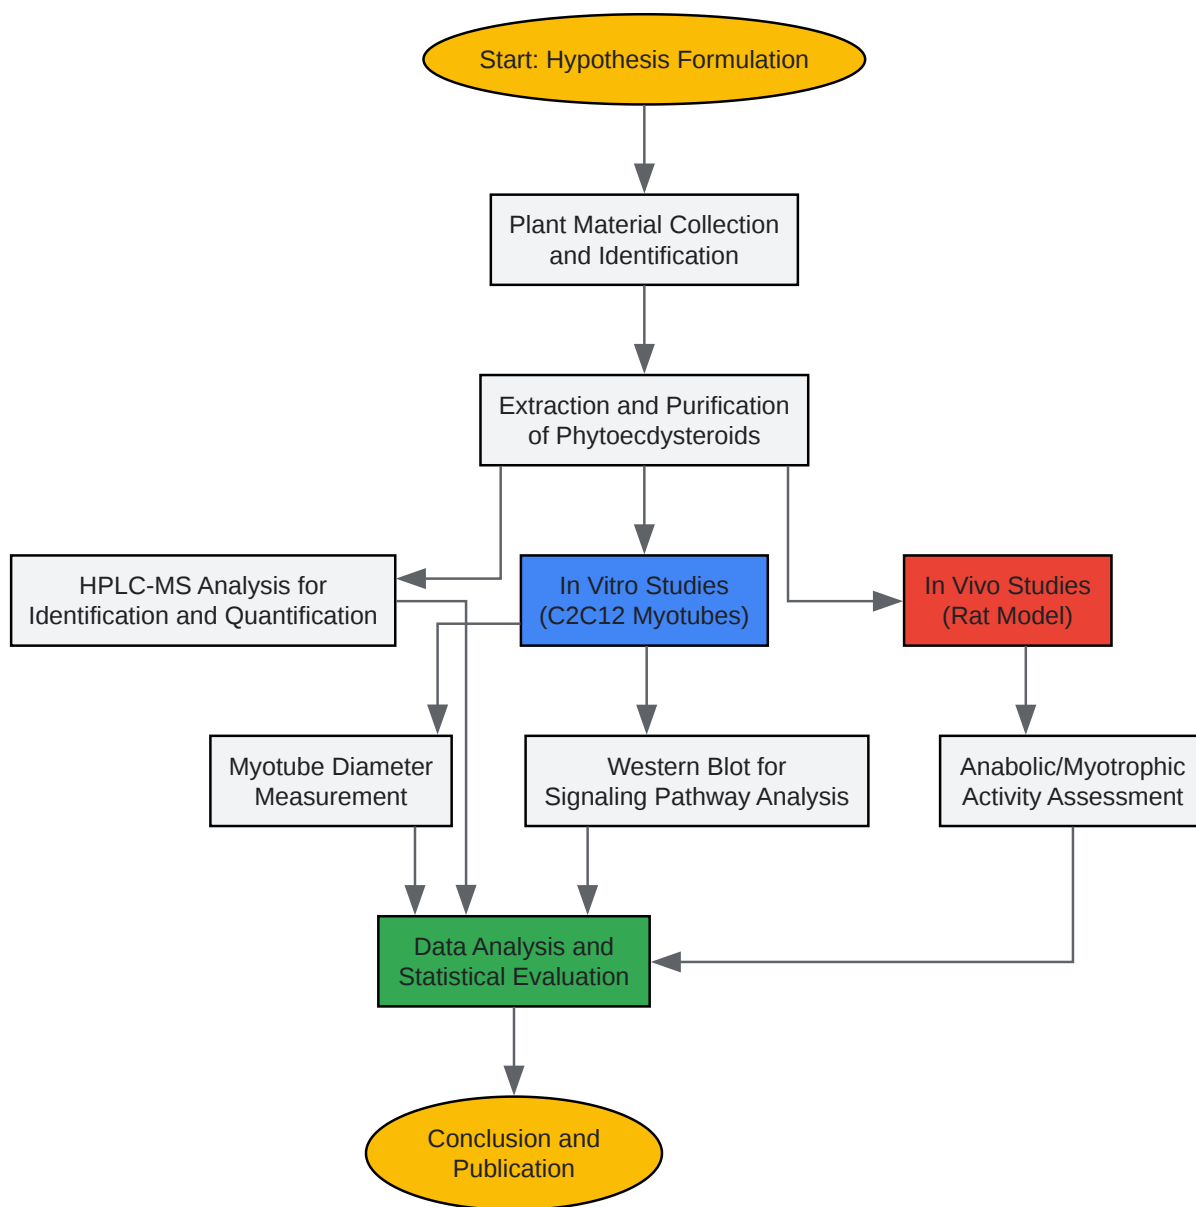 Start: Hypothesis Formulation
Plant Material Collection
and Identification
Extraction and Purification
of Phytoecdysteroids
HPLC-MS Analysis for
Identification and Quantification
In Vitro Studies
(C2C12 Myotubes)
In Vivo Studies
(Rat Model)
Myotube Diameter
Measurement
Western Blot for
Signaling Pathway Analysis
Anabolic/Myotrophic
Activity Assessment
Data Analysis and
Statistical Evaluation
Conclusion and
Publication